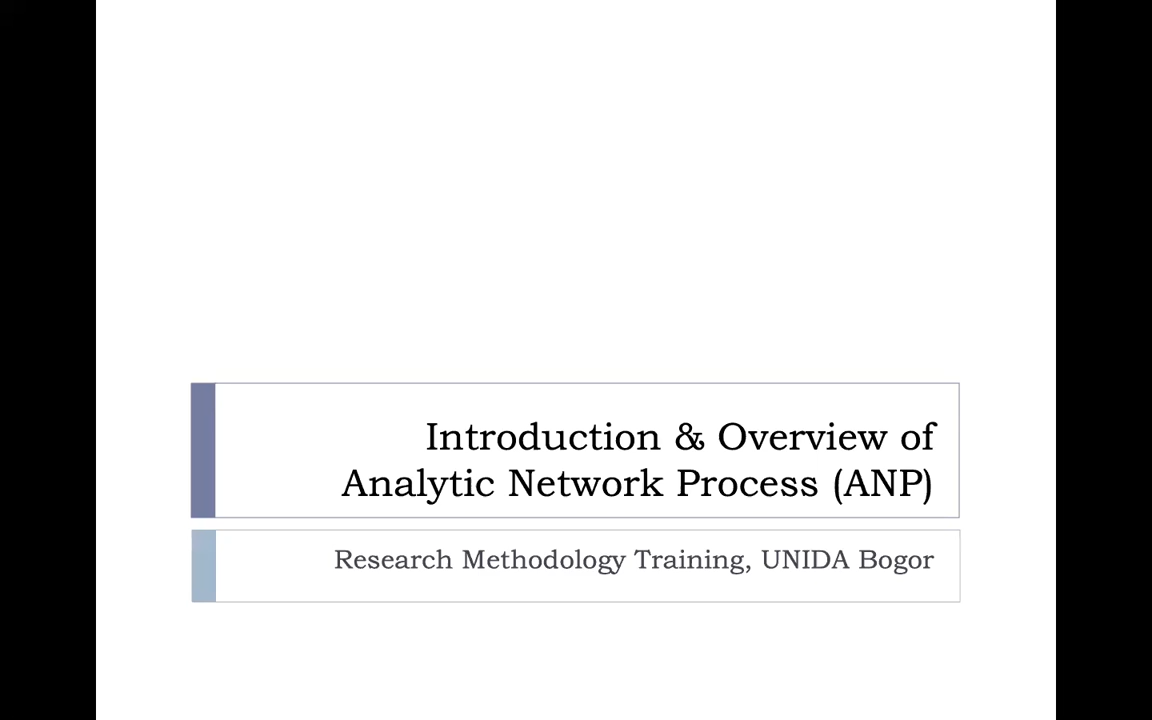 Introduction & Overview of
Analytic Network Process (ANP)
Research Methodology Training, UNIDA Bogor